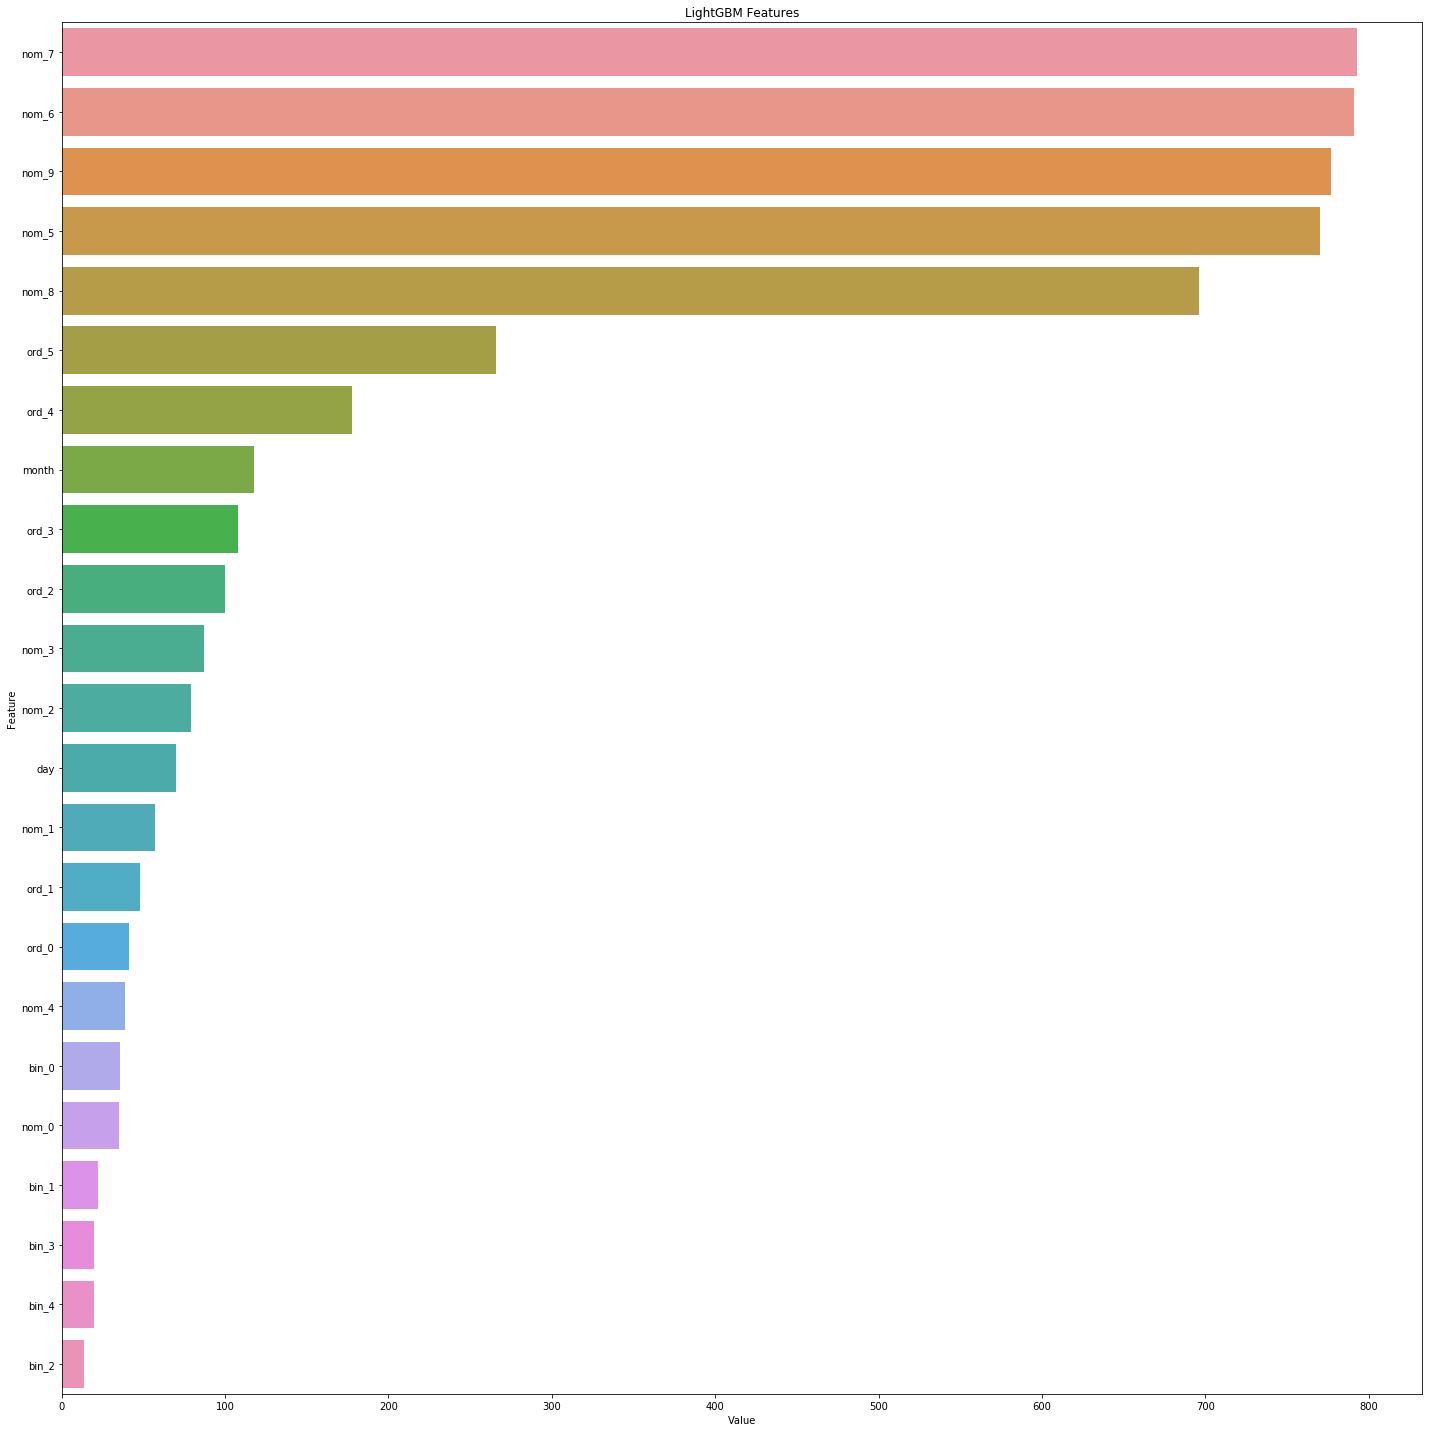 LightGBM Features
nom_7
nom_6
nom_9
nom_5
nom_8
ord_5
ord_4
month
ord_3
ord_2
nom_3
nom_2
day
nom_1
ord_1
ord_0
nom_4
bin_0
nom_0
bin_1
bin_3
bin_4
bin_2
Feature
0 100 200 300 400 500 600 700 800
Value